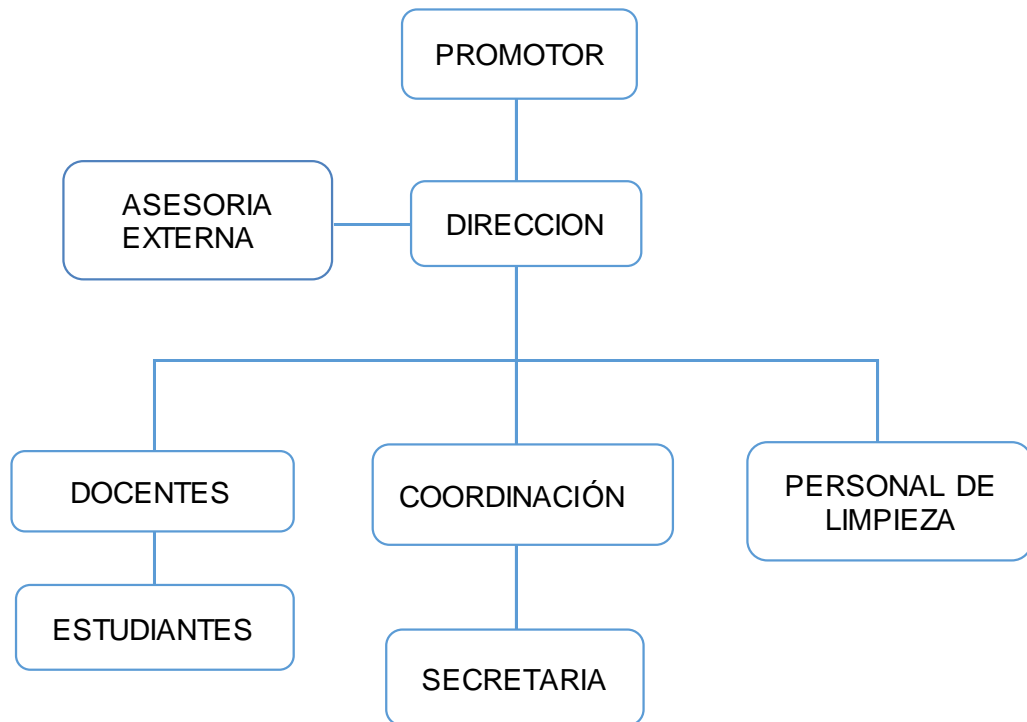 PROMOTOR
ASESORIA
EXTERNA
DIRECCION
DOCENTES
COORDINACIÓN
PERSONAL DE
LIMPIEZA
ESTUDIANTES
SECRETARIA